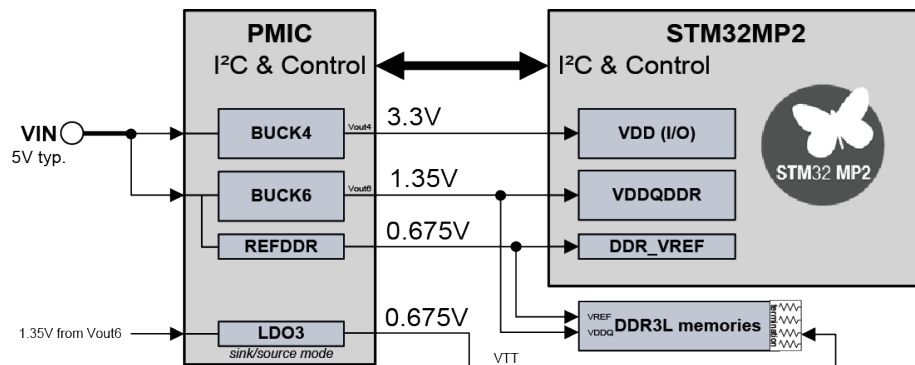 PMIC
I²C & Control
STM32MP2
I²C & Control
VIN
5V typ.
BUCK4
Vout4
3.3V
VDD (I/O)
STM32 MP2
BUCK6
Vout6
1.35V
VDDQDDR
REFDDR
0.675V
DDR_VREF
1.35V from Vout6
LDO3
sink/source mode
0.675V
VTT
VREF
VDDQ
DDR3L memories
termination